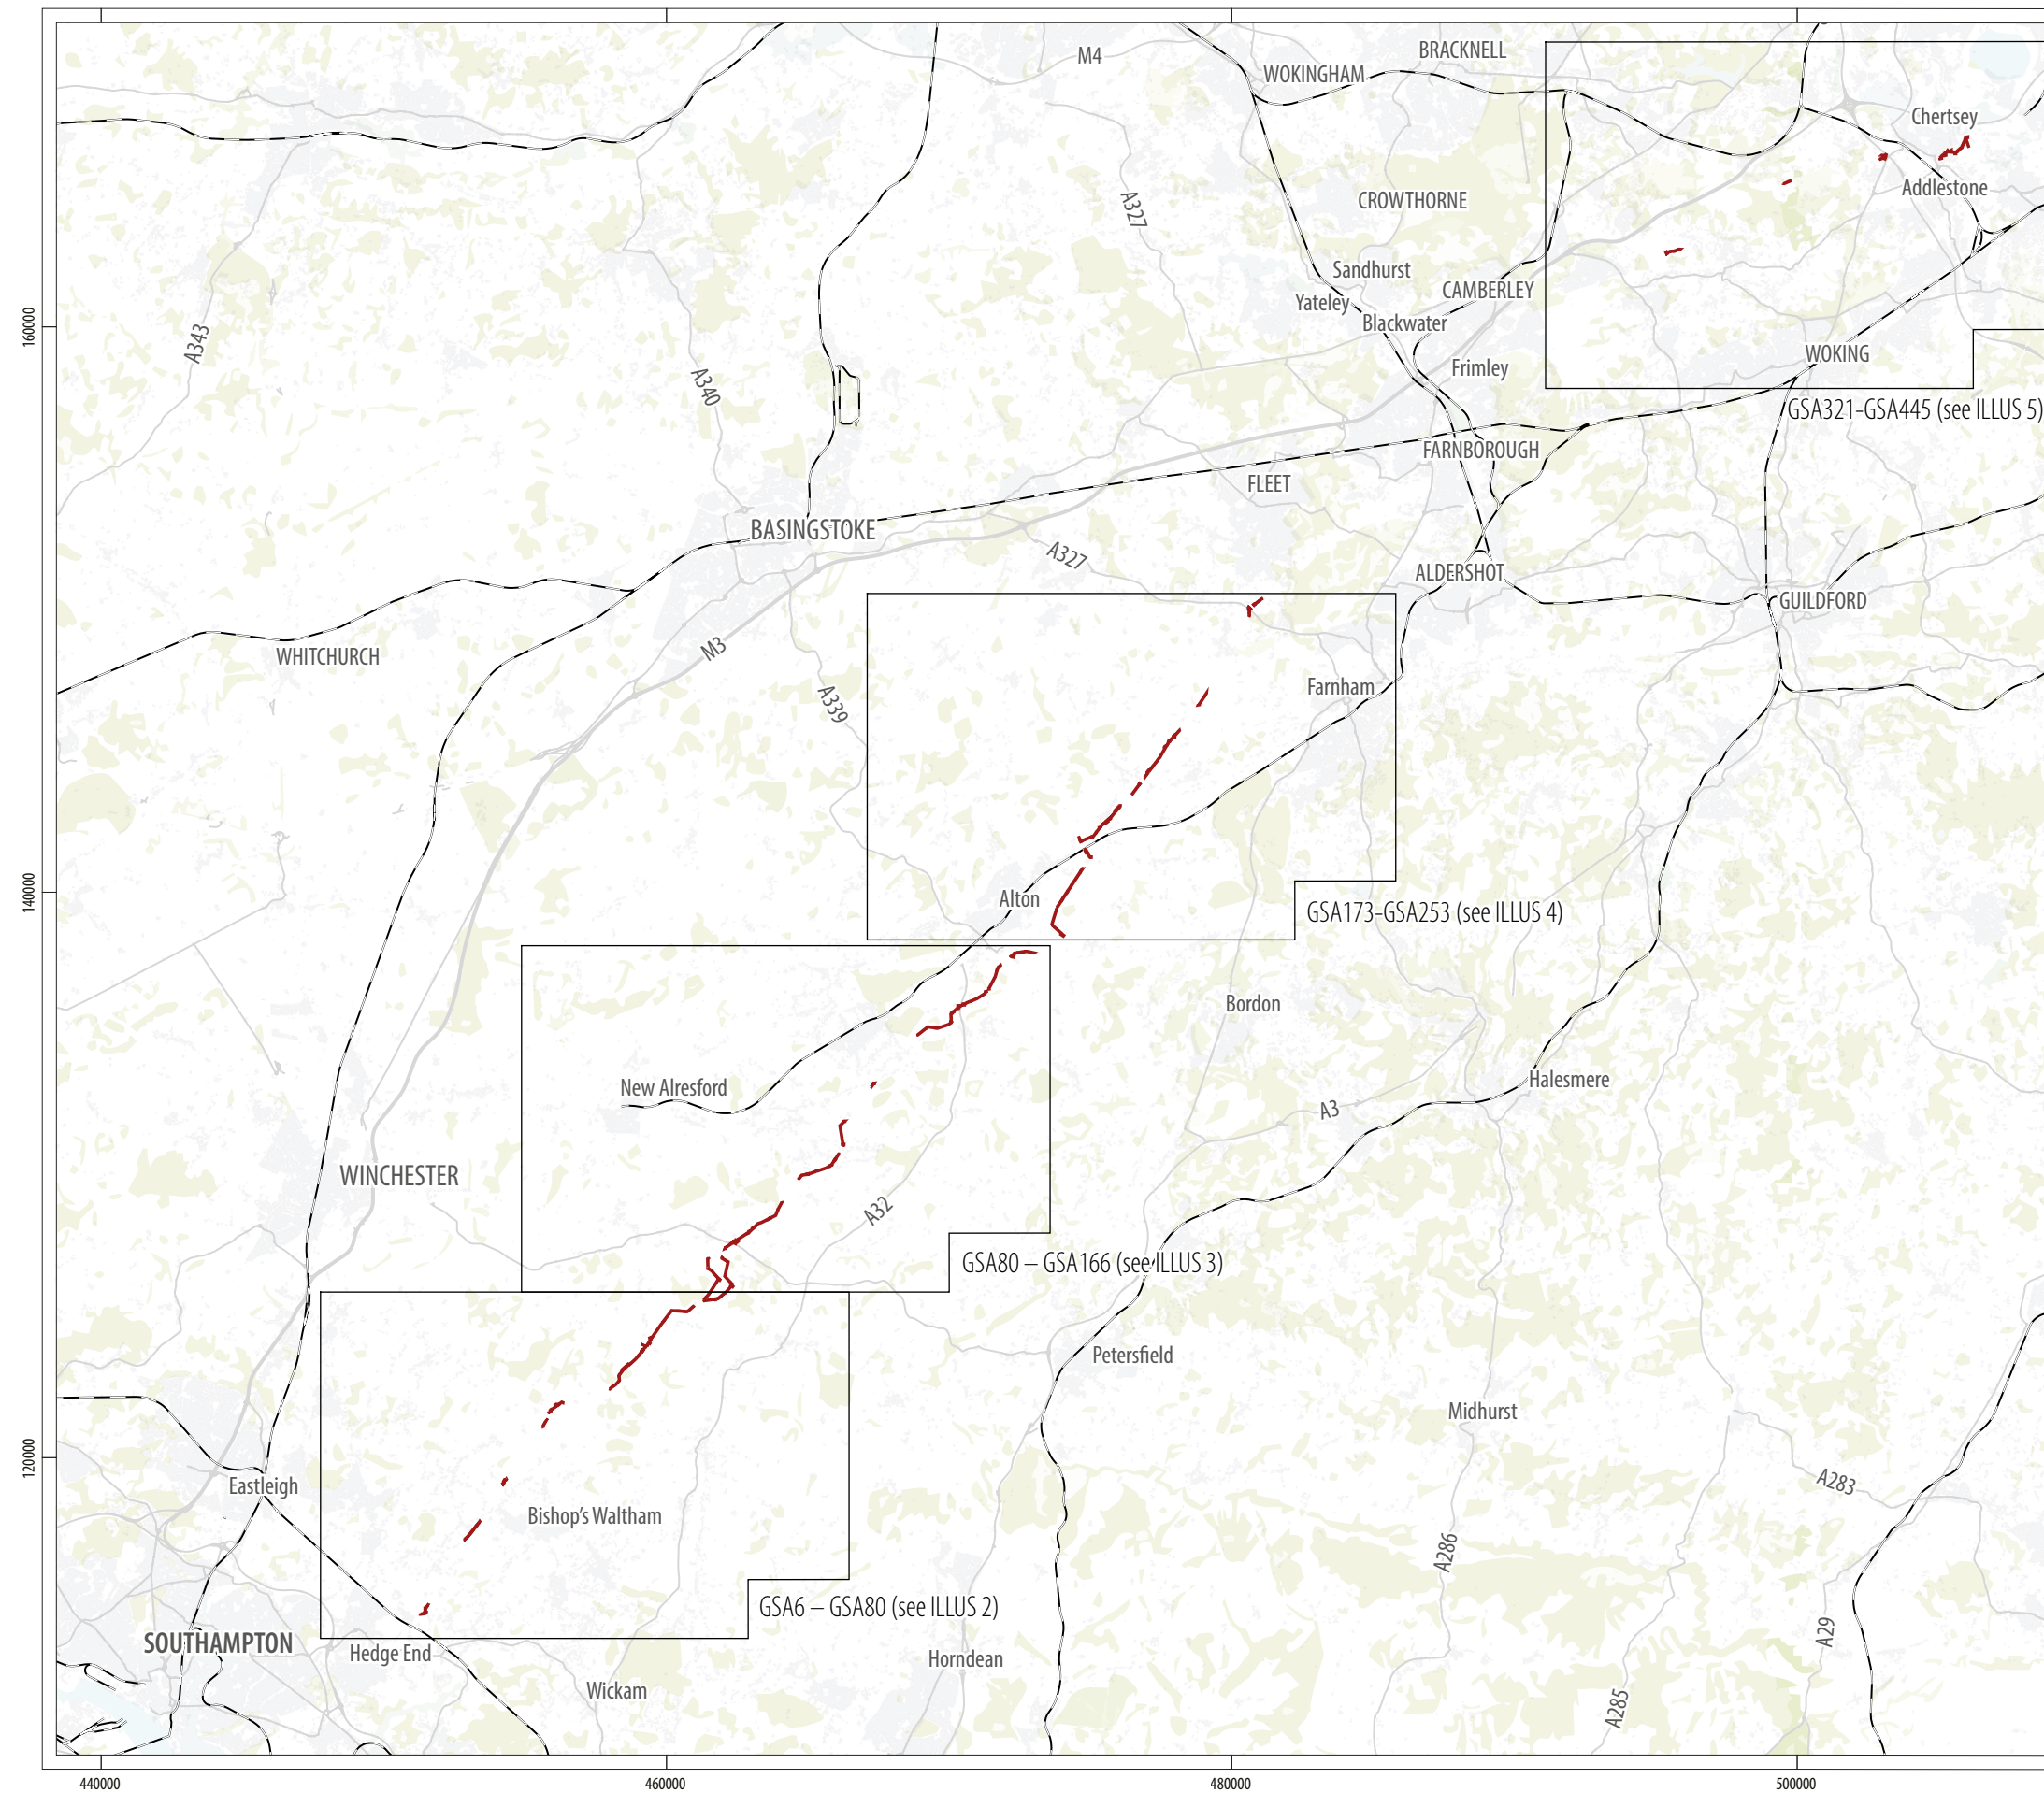 M4
BRACKNELL
WOKINGHAM
Chertsey
Addlestone
CROWTHORNE
A327
Sandhurst
CAMBERLEY
Yateley
Blackwater
160000
A343
WOKING
Frimley
A340
GSA321-GSA445 (see ILLUS 5)
FARNBOROUGH
FLEET
BASINGSTOKE
A327
ALDERSHOT
GUILDFORD
M3
WHITCHURCH
Farnham
A339
140000
Alton
GSA173-GSA253 (see ILLUS 4)
Bordon
Halesmere
New Alresford
A3
WINCHESTER
A32
GSA80 – GSA166 (see ILLUS 3)
Petersfield
Midhurst
120000
Eastleigh
A283
Bishop's Waltham
A286
GSA6 – GSA80 (see ILLUS 2)
A29
SOUTHAMPTON
Hedge End
Horndean
Wickam
A285
440000
460000
480000
500000